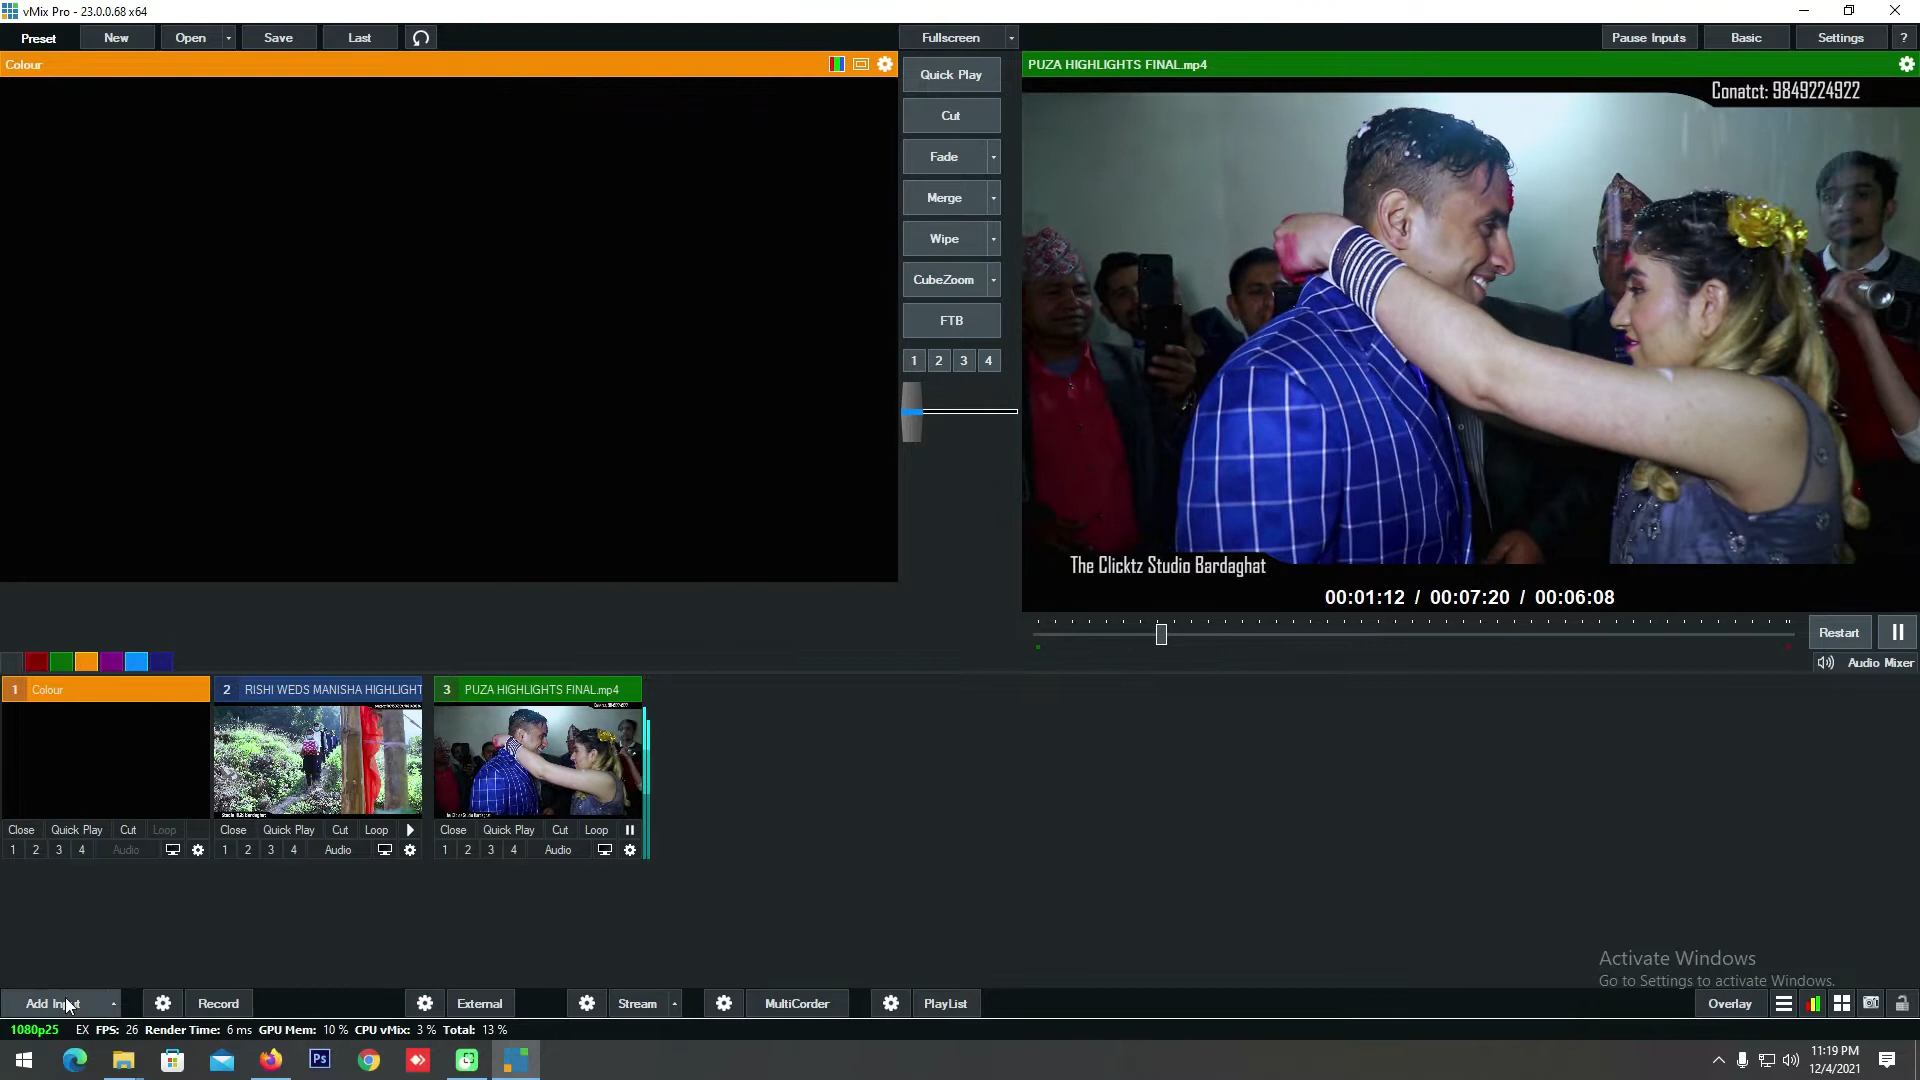 vMix Pro - 23.0.0.68 x64
Preset
New
Open
Save
Last
Fullscreen
Pause Inputs
Basic
Settings
?
Colour
Quick Play
Cut
Fade
Merge
Wipe
CubeZoom
FTB
1 2 3 4
PUZA HIGHLIGHTS FINAL.mp4
Conatct: 9849224922
The Clicktz Studio Bardaghat
00:01:12 / 00:07:20 / 00:06:08
Restart
Audio Mixer
1 Colour
Close Quick Play Cut Loop
1 2 3 4 Audio
2 RISHI WEDS MANISHA HIGHLIGHT
Close Quick Play Cut Loop
1 2 3 4 Audio
3 PUZA HIGHLIGHTS FINAL.mp4
Close Quick Play Cut Loop
1 2 3 4 Audio
Activate Windows
Go to Settings to activate Windows.
Add Input
Record
External
Stream
MultiCorder
PlayList
Overlay
1080p25 EX FPS: 26 Render Time: 6 ms GPU Mem: 10 % CPU vMix: 3 % Total: 13 %
Ps
11:19 PM
12/4/2021